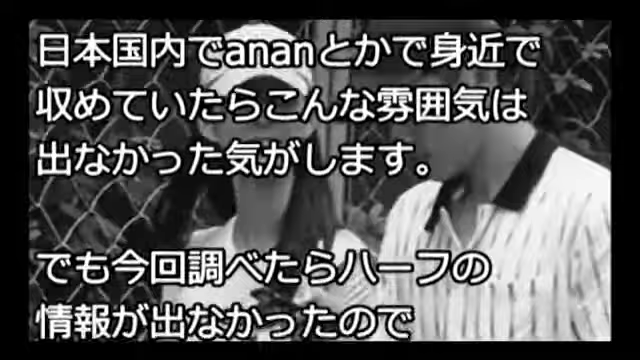 日本国内でananとかで身近で
収めていたらこんな雰囲気は
出なかった気がします。
でも今回調べたらハーフの
情報が出なかったので